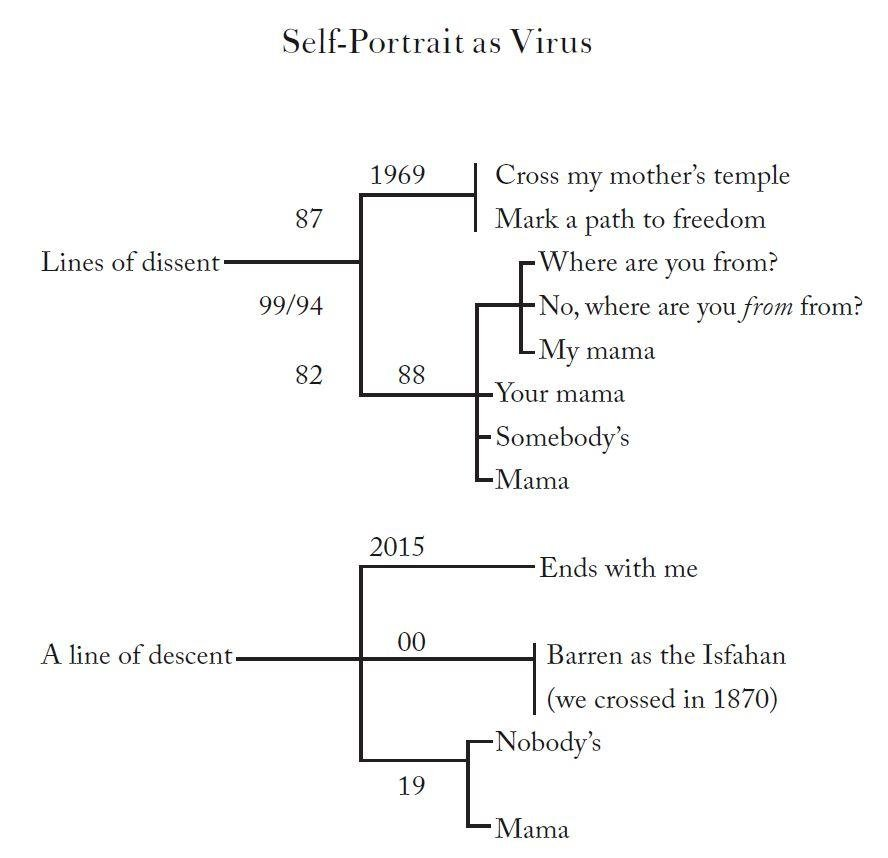 Self-Portrait as Virus
1969
Cross my mother's temple
87
Mark a path to freedom
Lines of dissent
Where are you from?
99/94
No, where are you from from?
My mama
82
88
Your mama
Somebody's
Mama
2015
Ends with me
00
A line of descent
Barren as the Isfahan
(we crossed in 1870)
Nobody's
19
Mama